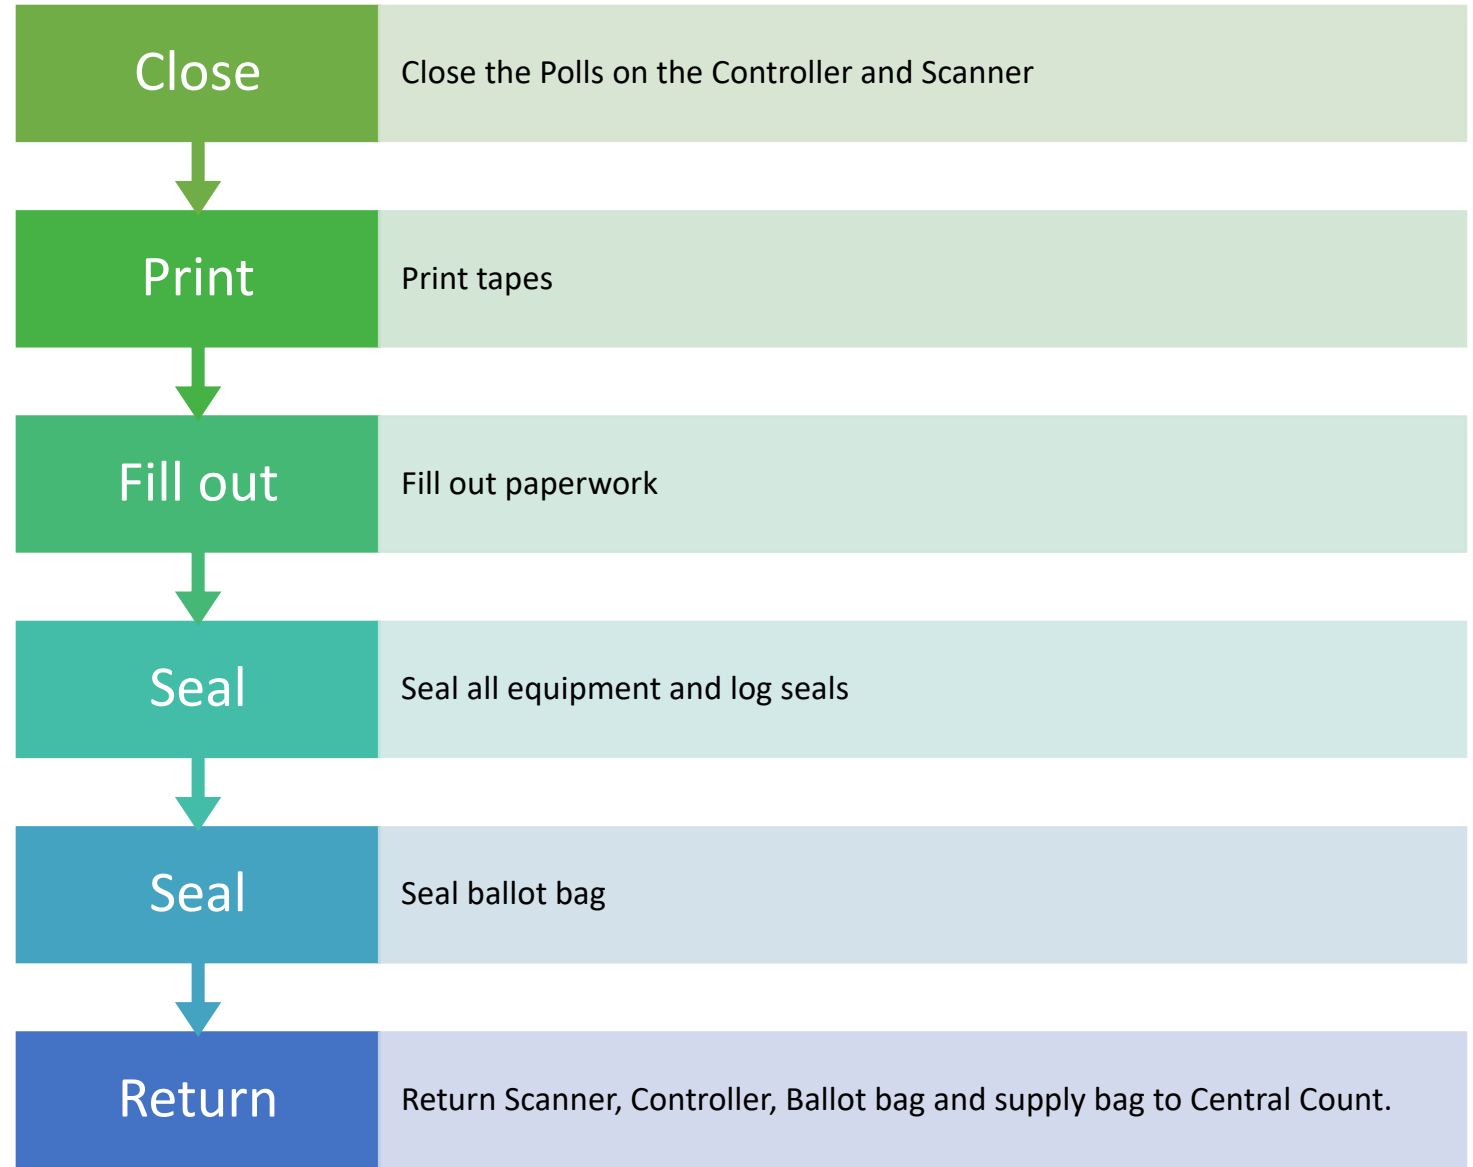 Close
Close the Polls on the Controller and Scanner
Print
Print tapes
Fill out
Fill out paperwork
Seal
Seal all equipment and log seals
Seal
Seal ballot bag
Return
Return Scanner, Controller, Ballot bag and supply bag to Central Count.